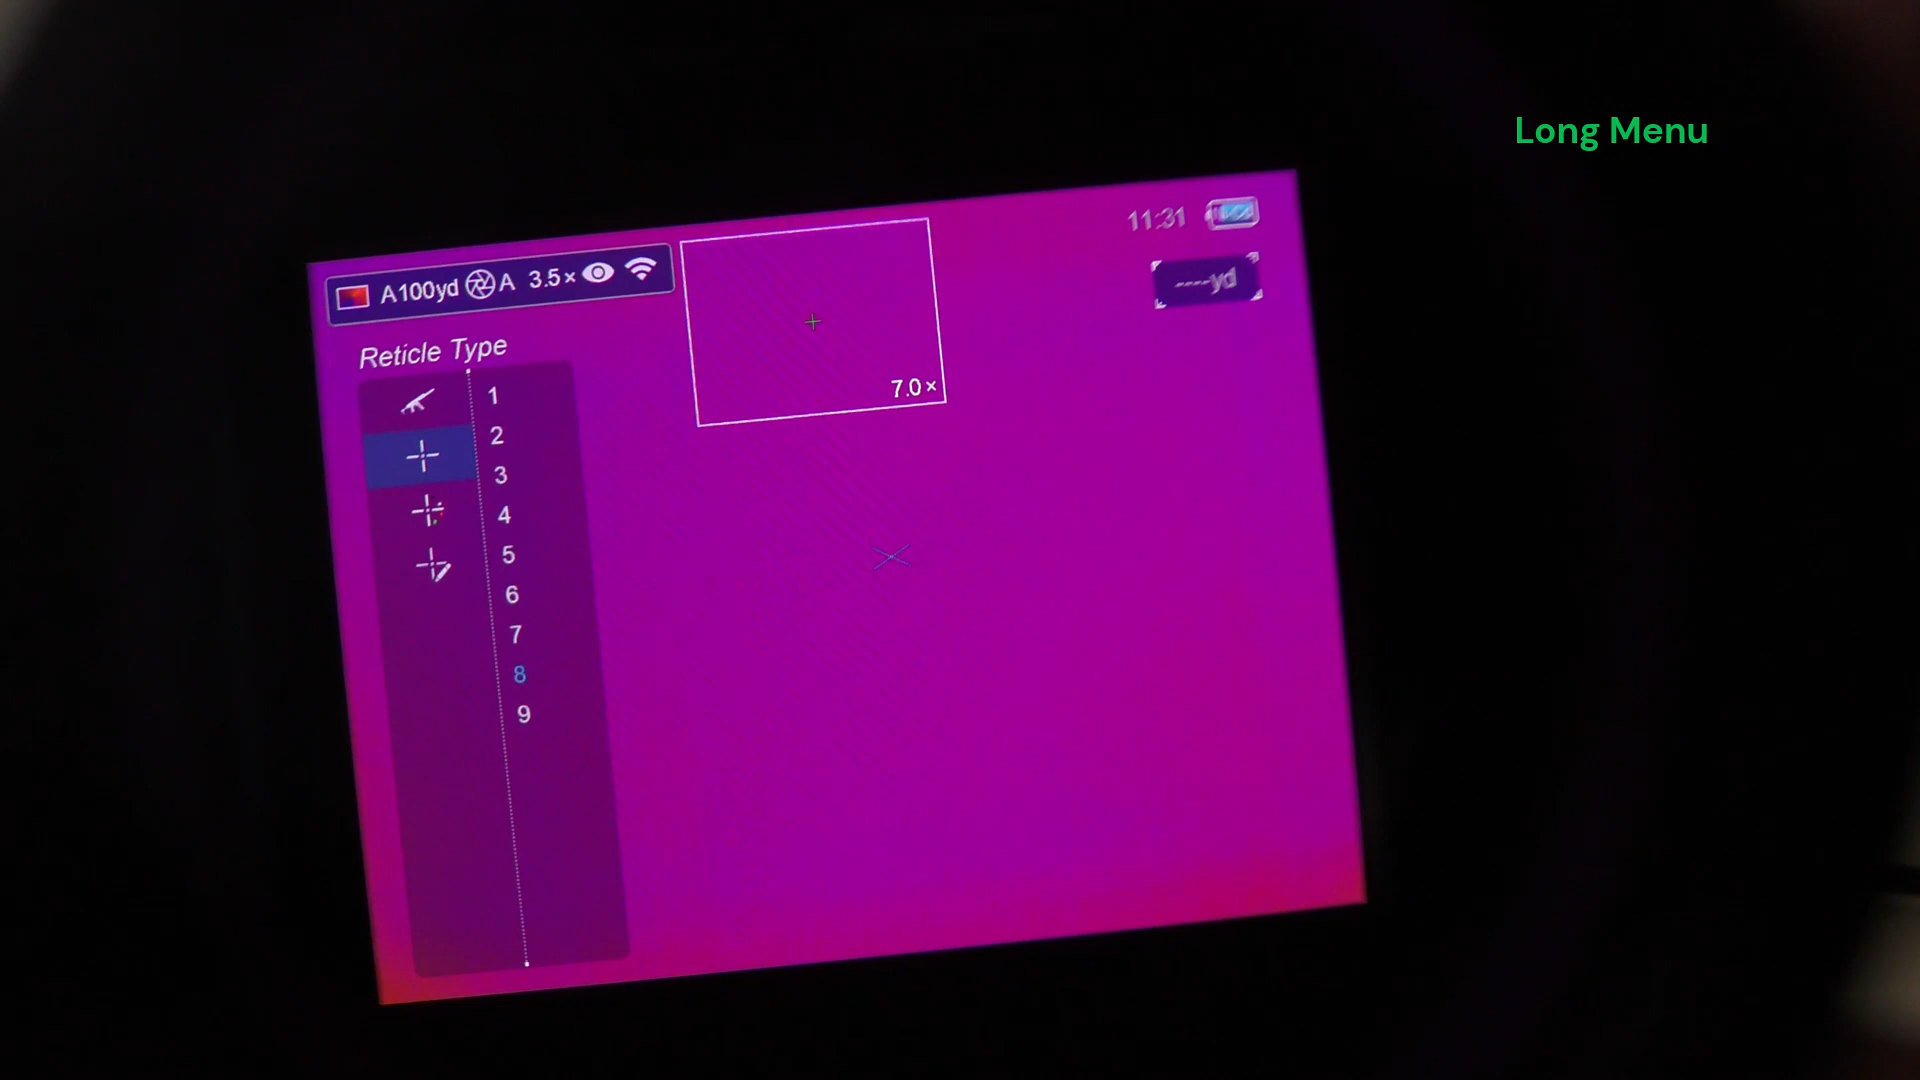 Long Menu
11:31
A100yd A 3.5×
----yd
Reticle Type
7.0×
1
2
3
4
5
6
7
8
9